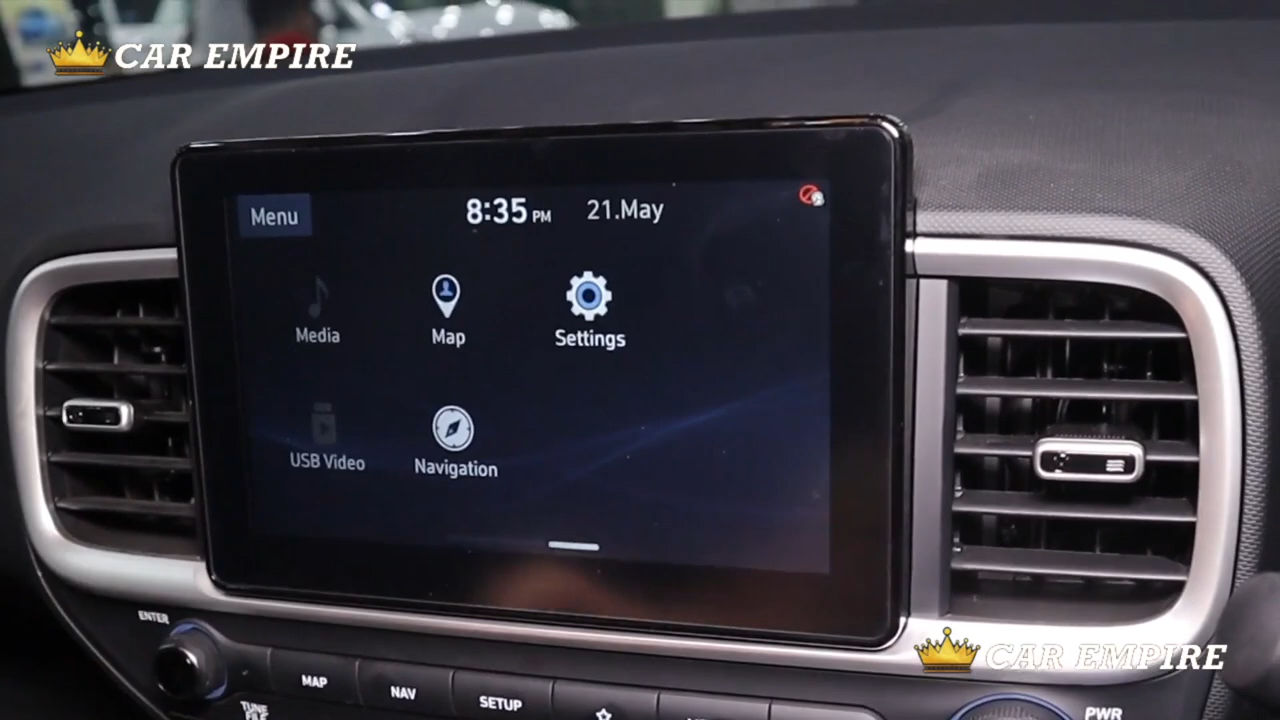 CAR EMPIRE
Menu
8:35 PM 21.May
Media
Map
Settings
USB Video
Navigation
ENTER
TUNE
FILE
MAP
NAV
SETUP
PWR
CAR EMPIRE